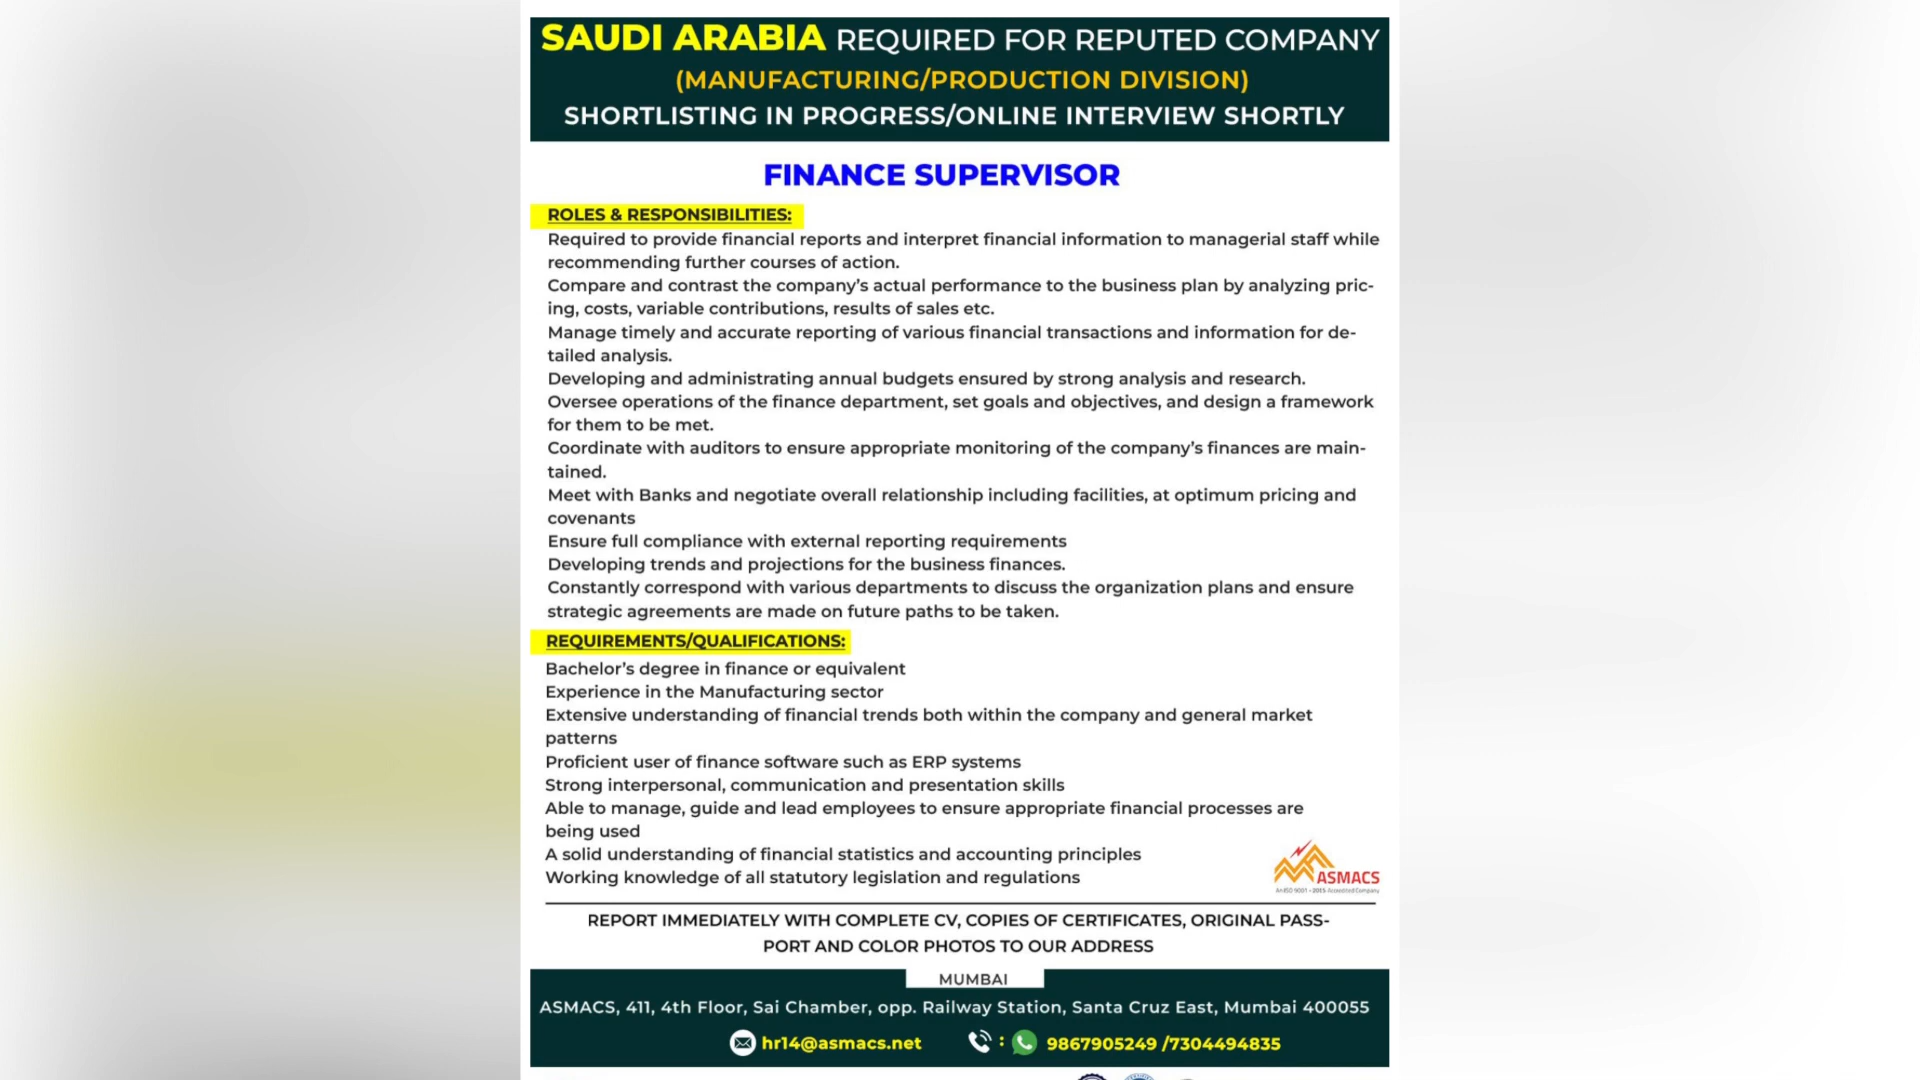 SAUDI ARABIA REQUIRED FOR REPUTED COMPANY
(MANUFACTURING/PRODUCTION DIVISION)
SHORTLISTING IN PROGRESS/ONLINE INTERVIEW SHORTLY
FINANCE SUPERVISOR
ROLES & RESPONSIBILITIES:
Required to provide financial reports and interpret financial information to managerial staff while
recommending further courses of action.
Compare and contrast the company's actual performance to the business plan by analyzing pric-
ing, costs, variable contributions, results of sales etc.
Manage timely and accurate reporting of various financial transactions and information for de-
tailed analysis.
Developing and administrating annual budgets ensured by strong analysis and research.
Oversee operations of the finance department, set goals and objectives, and design a framework
for them to be met.
Coordinate with auditors to ensure appropriate monitoring of the company's finances are main-
tained.
Meet with Banks and negotiate overall relationship including facilities, at optimum pricing and
covenants
Ensure full compliance with external reporting requirements
Developing trends and projections for the business finances.
Constantly correspond with various departments to discuss the organization plans and ensure
strategic agreements are made on future paths to be taken.
REQUIREMENTS/QUALIFICATIONS:
Bachelor's degree in finance or equivalent
Experience in the Manufacturing sector
Extensive understanding of financial trends both within the company and general market
patterns
Proficient user of finance software such as ERP systems
Strong interpersonal, communication and presentation skills
Able to manage, guide and lead employees to ensure appropriate financial processes are
being used
A solid understanding of financial statistics and accounting principles
Working knowledge of all statutory legislation and regulations
ASMACS
An ISO 9001 : 2015 Accredited Company
REPORT IMMEDIATELY WITH COMPLETE CV, COPIES OF CERTIFICATES, ORIGINAL PASS-
PORT AND COLOR PHOTOS TO OUR ADDRESS
MUMBAI
ASMACS, 411, 4th Floor, Sai Chamber, opp. Railway Station, Santa Cruz East, Mumbai 400055
hr14@asmacs.net : 9867905249 /7304494835